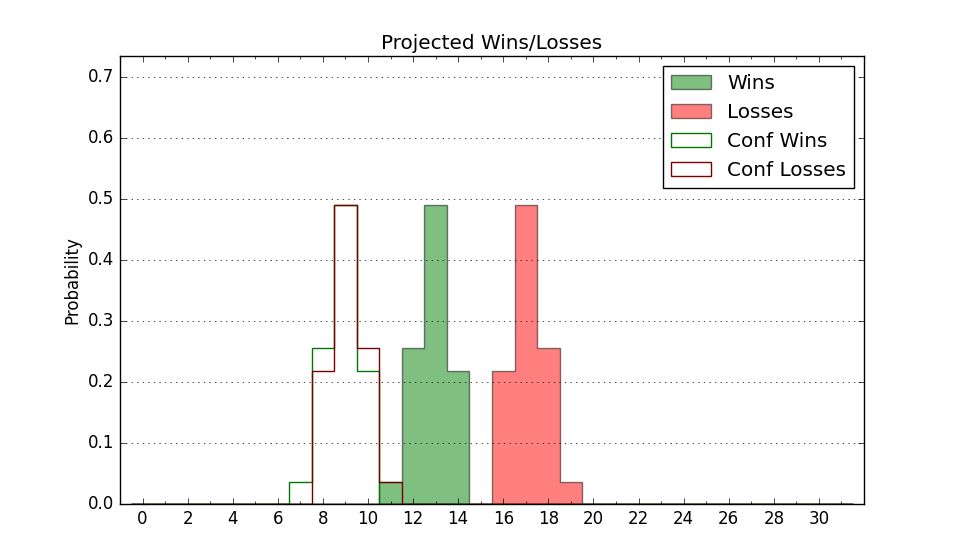 Projected Wins/Losses
Wins
Losses
Conf Wins
Conf Losses
Probability
0.7
0.6
0.5
0.4
0.3
0.2
0.1
0.0
0 2 4 6 8 10 12 14 16 18 20 22 24 26 28 30